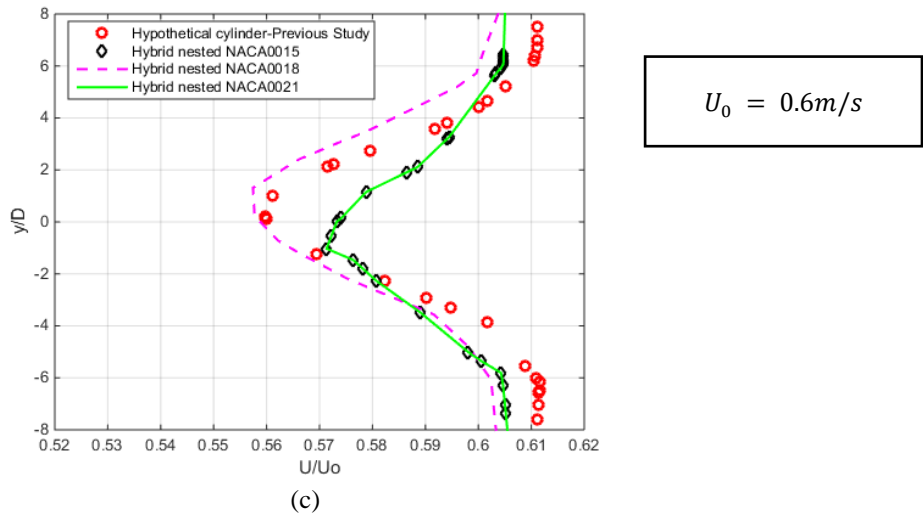 8
6
4
2
0
-2
-4
-6
-8
y/D
Hypothetical cylinder-Previous Study
Hybrid nested NACA0015
Hybrid nested NACA0018
Hybrid nested NACA0021
0.52
0.53
0.54
0.55
0.56
0.57
0.58
0.59
0.6
0.61
0.62
U/Uo
(c)
U₀ = 0.6m/s